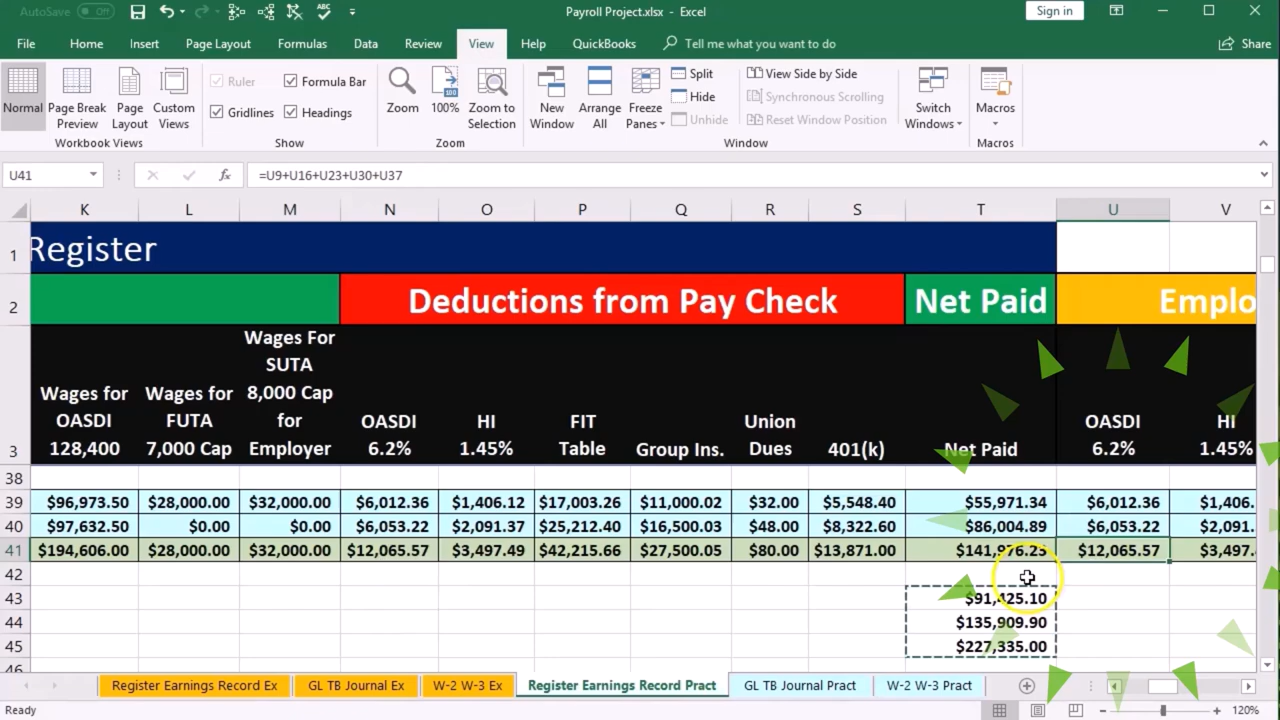 AutoSave Off Payroll Project.xlsx - Excel Sign in
File Home Insert Page Layout Formulas Data Review View Help QuickBooks Tell me what you want to do Share
Normal Page Break Preview Page Layout Custom Views
Ruler Formula Bar
Gridlines Headings
Zoom 100% Zoom to Selection
New Window Arrange All Freeze Panes
Split
Hide
Unhide
View Side by Side
Synchronous Scrolling
Reset Window Position
Switch Windows Macros
Workbook Views Show Zoom Window Macros
U41 fx =U9+U16+U23+U30+U37
K L M N O P Q R S T U V
1 Register
2 Deductions from Pay Check Net Paid Emplo
3 Wages for OASDI 128,400 Wages for FUTA 7,000 Cap Wages For SUTA 8,000 Cap for Employer OASDI 6.2% HI 1.45% FIT Table Group Ins. Union Dues 401(k) Net Paid OASDI 6.2% HI 1.45%
38
39 $96,973.50 $28,000.00 $32,000.00 $6,012.36 $1,406.12 $17,003.26 $11,000.02 $32.00 $5,548.40 $55,971.34 $6,012.36 $1,406.
40 $97,632.50 $0.00 $0.00 $6,053.22 $2,091.37 $25,212.40 $16,500.03 $48.00 $8,322.60 $86,004.89 $6,053.22 $2,091.
41 $194,606.00 $28,000.00 $32,000.00 $12,065.57 $3,497.49 $42,215.66 $27,500.05 $80.00 $13,871.00 $141,976.25 $12,065.57 $3,497.
42
43 $91,425.10
44 $135,909.90
45 $227,335.00
46
Register Earnings Record Ex GL TB Journal Ex W-2 W-3 Ex Register Earnings Record Pract GL TB Journal Pract W-2 W-3 Pract
Ready 120%